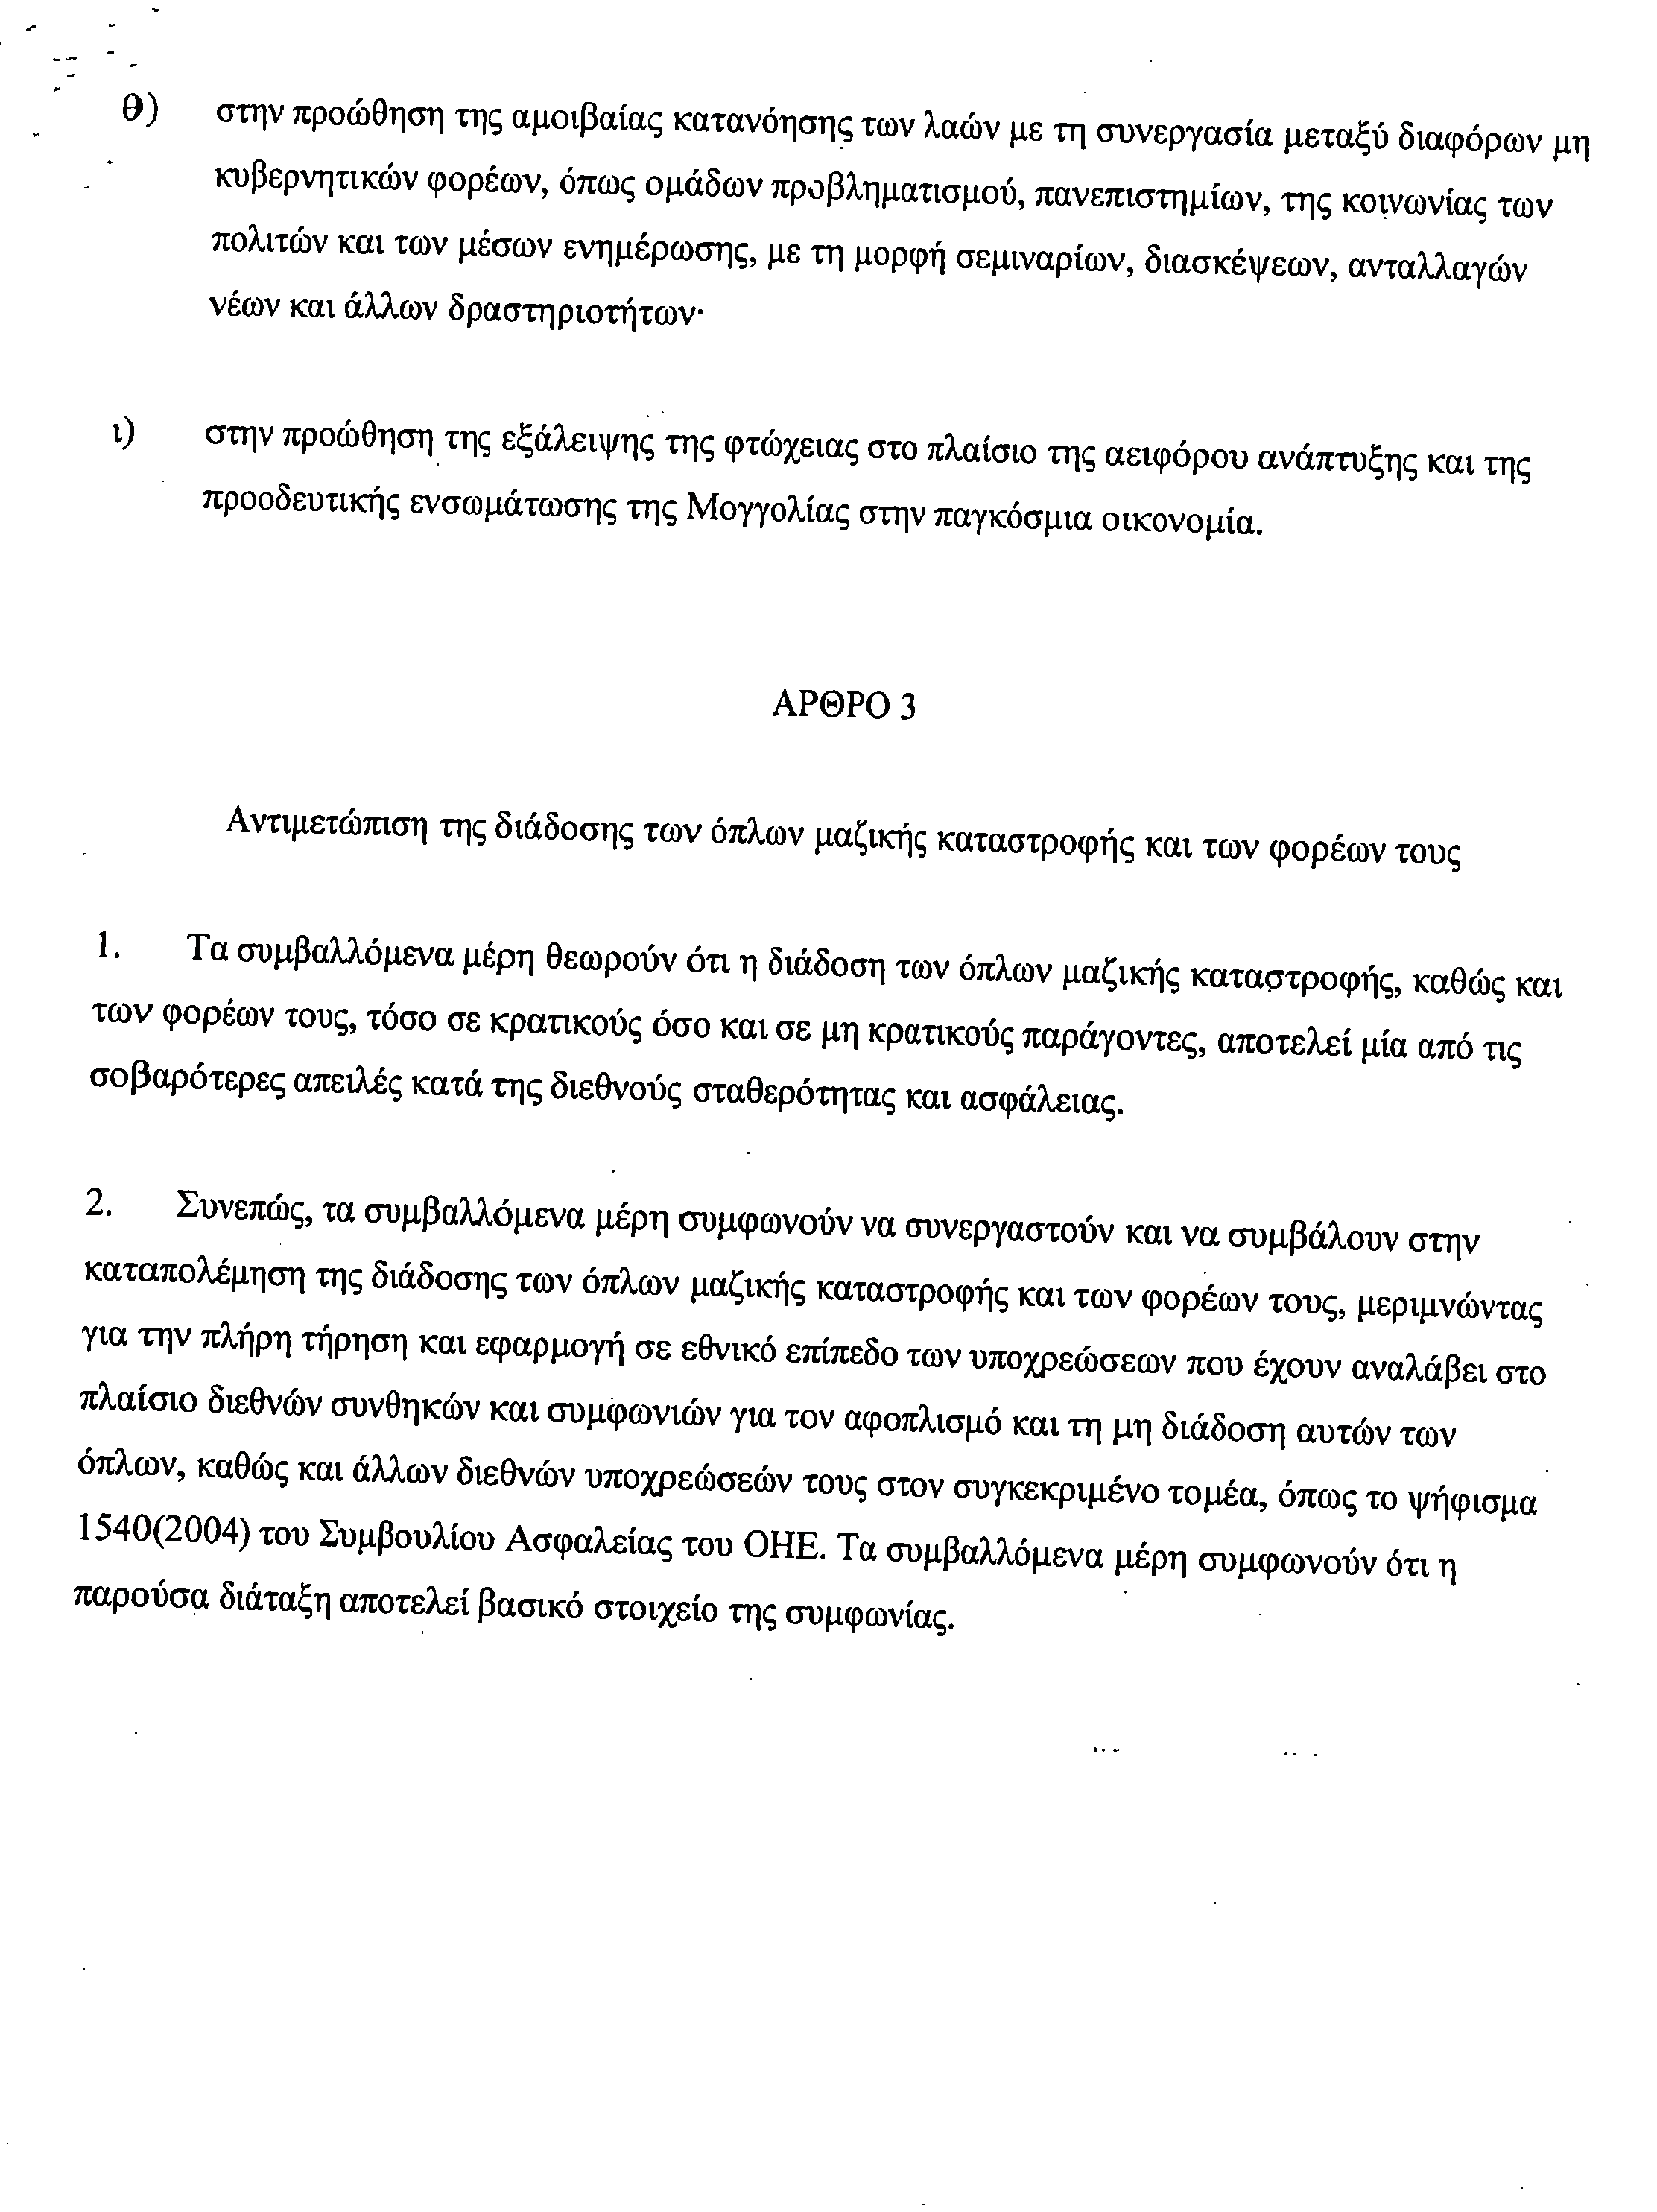 θ) στην προώθηση της αμοιβαίας κατανόησης των λαών με τη συνεργασία μεταξύ διαφόρων μη
κυβερνητικών φορέων, όπως ομάδων προβληματισμού, πανεπιστημίων, της κοινωνίας των
πολιτών και των μέσων ενημέρωσης, με τη μορφή σεμιναρίων, διασκέψεων, ανταλλαγών
νέων και άλλων δραστηριοτήτων·
ι) στην προώθηση της εξάλειψης της φτώχειας στο πλαίσιο της αειφόρου ανάπτυξης και της
προοδευτικής ενσωμάτωσης της Μογγολίας στην παγκόσμια οικονομία.
ΑΡΘΡΟ 3
Αντιμετώπιση της διάδοσης των όπλων μαζικής καταστροφής και των φορέων τους
1. Τα συμβαλλόμενα μέρη θεωρούν ότι η διάδοση των όπλων μαζικής καταστροφής, καθώς και
των φορέων τους, τόσο σε κρατικούς όσο και σε μη κρατικούς παράγοντες, αποτελεί μία από τις
σοβαρότερες απειλές κατά της διεθνούς σταθερότητας και ασφάλειας.
2. Συνεπώς, τα συμβαλλόμενα μέρη συμφωνούν να συνεργαστούν και να συμβάλουν στην
καταπολέμηση της διάδοσης των όπλων μαζικής καταστροφής και των φορέων τους, μεριμνώντας
για την πλήρη τήρηση και εφαρμογή σε εθνικό επίπεδο των υποχρεώσεων που έχουν αναλάβει στο
πλαίσιο διεθνών συνθηκών και συμφωνιών για τον αφοπλισμό και τη μη διάδοση αυτών των
όπλων, καθώς και άλλων διεθνών υποχρεώσεών τους στον συγκεκριμένο τομέα, όπως το ψήφισμα
1540(2004) του Συμβουλίου Ασφαλείας του ΟΗΕ. Τα συμβαλλόμενα μέρη συμφωνούν ότι η
παρούσα διάταξη αποτελεί βασικό στοιχείο της συμφωνίας.